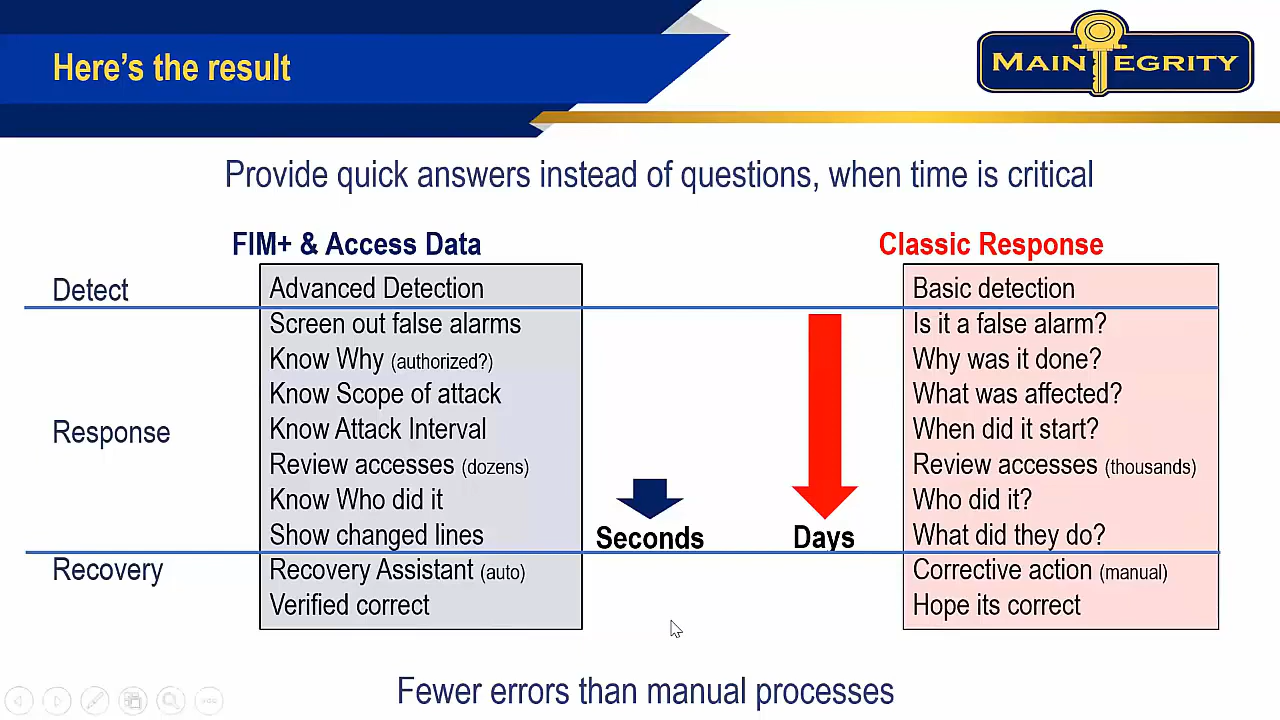 Here's the result
MAIN EGRITY
Provide quick answers instead of questions, when time is critical
FIM+ & Access Data
Classic Response
Detect
Advanced Detection
Basic detection
Screen out false alarms
Is it a false alarm?
Know Why (authorized?)
Why was it done?
Know Scope of attack
What was affected?
Response
Know Attack Interval
When did it start?
Review accesses (dozens)
Review accesses (thousands)
Know Who did it
Who did it?
Show changed lines
Seconds
Days
What did they do?
Recovery
Recovery Assistant (auto)
Corrective action (manual)
Verified correct
Hope its correct
Fewer errors than manual processes